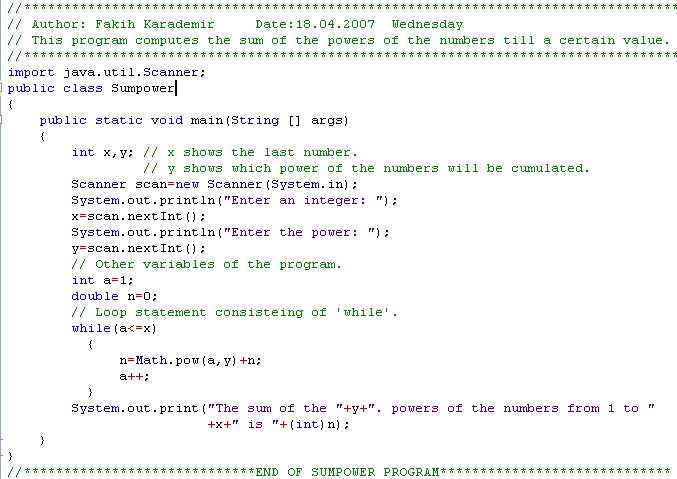 //**********************************************************************************
// Author: Fakih Karademir     Date:18.04.2007  Wednesday
// This program computes the sum of the powers of the numbers till a certain value.
//**********************************************************************************
import java.util.Scanner;
public class Sumpower
{
    public static void main(String [] args)
    {
        int x,y; // x shows the last number.
                 // y shows which power of the numbers will be cumulated.
        Scanner scan=new Scanner(System.in);
        System.out.println("Enter an integer: ");
        x=scan.nextInt();
        System.out.println("Enter the power: ");
        y=scan.nextInt();
        // Other variables of the program.
        int a=1;
        double n=0;
        // Loop statement consisteing of 'while'.
        while(a<=x)
          {
              n=Math.pow(a,y)+n;
              a++;
          }
        System.out.print("The sum of the "+y+". powers of the numbers from 1 to "
                         +x+" is "+(int)n);
    }
}
//*****************************END OF SUMPOWER PROGRAM*****************************